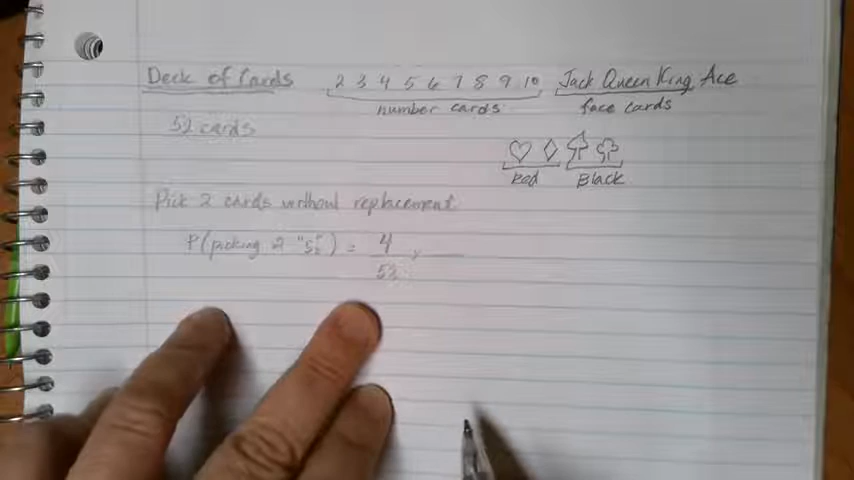 Deck of Cards 2 3 4 5 6 7 8 9 10 Jack Queen King Ace
number cards face cards
52 cards
Red Black
Pick 2 cards without replacement
P(picking 2 "5s") = 4/52 x